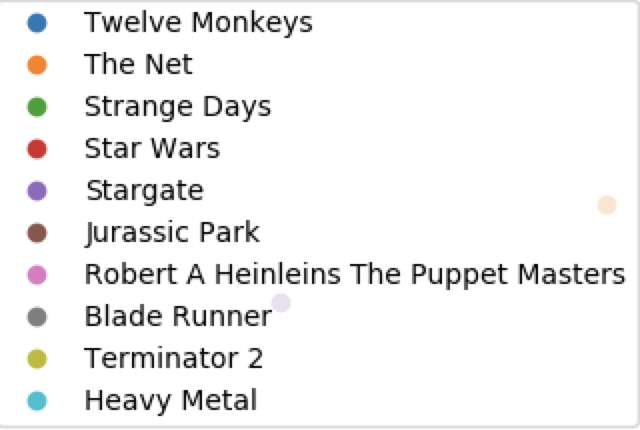 Twelve Monkeys
The Net
Strange Days
Star Wars
Stargate
Jurassic Park
Robert A Heinleins The Puppet Masters
Blade Runner
Terminator 2
Heavy Metal